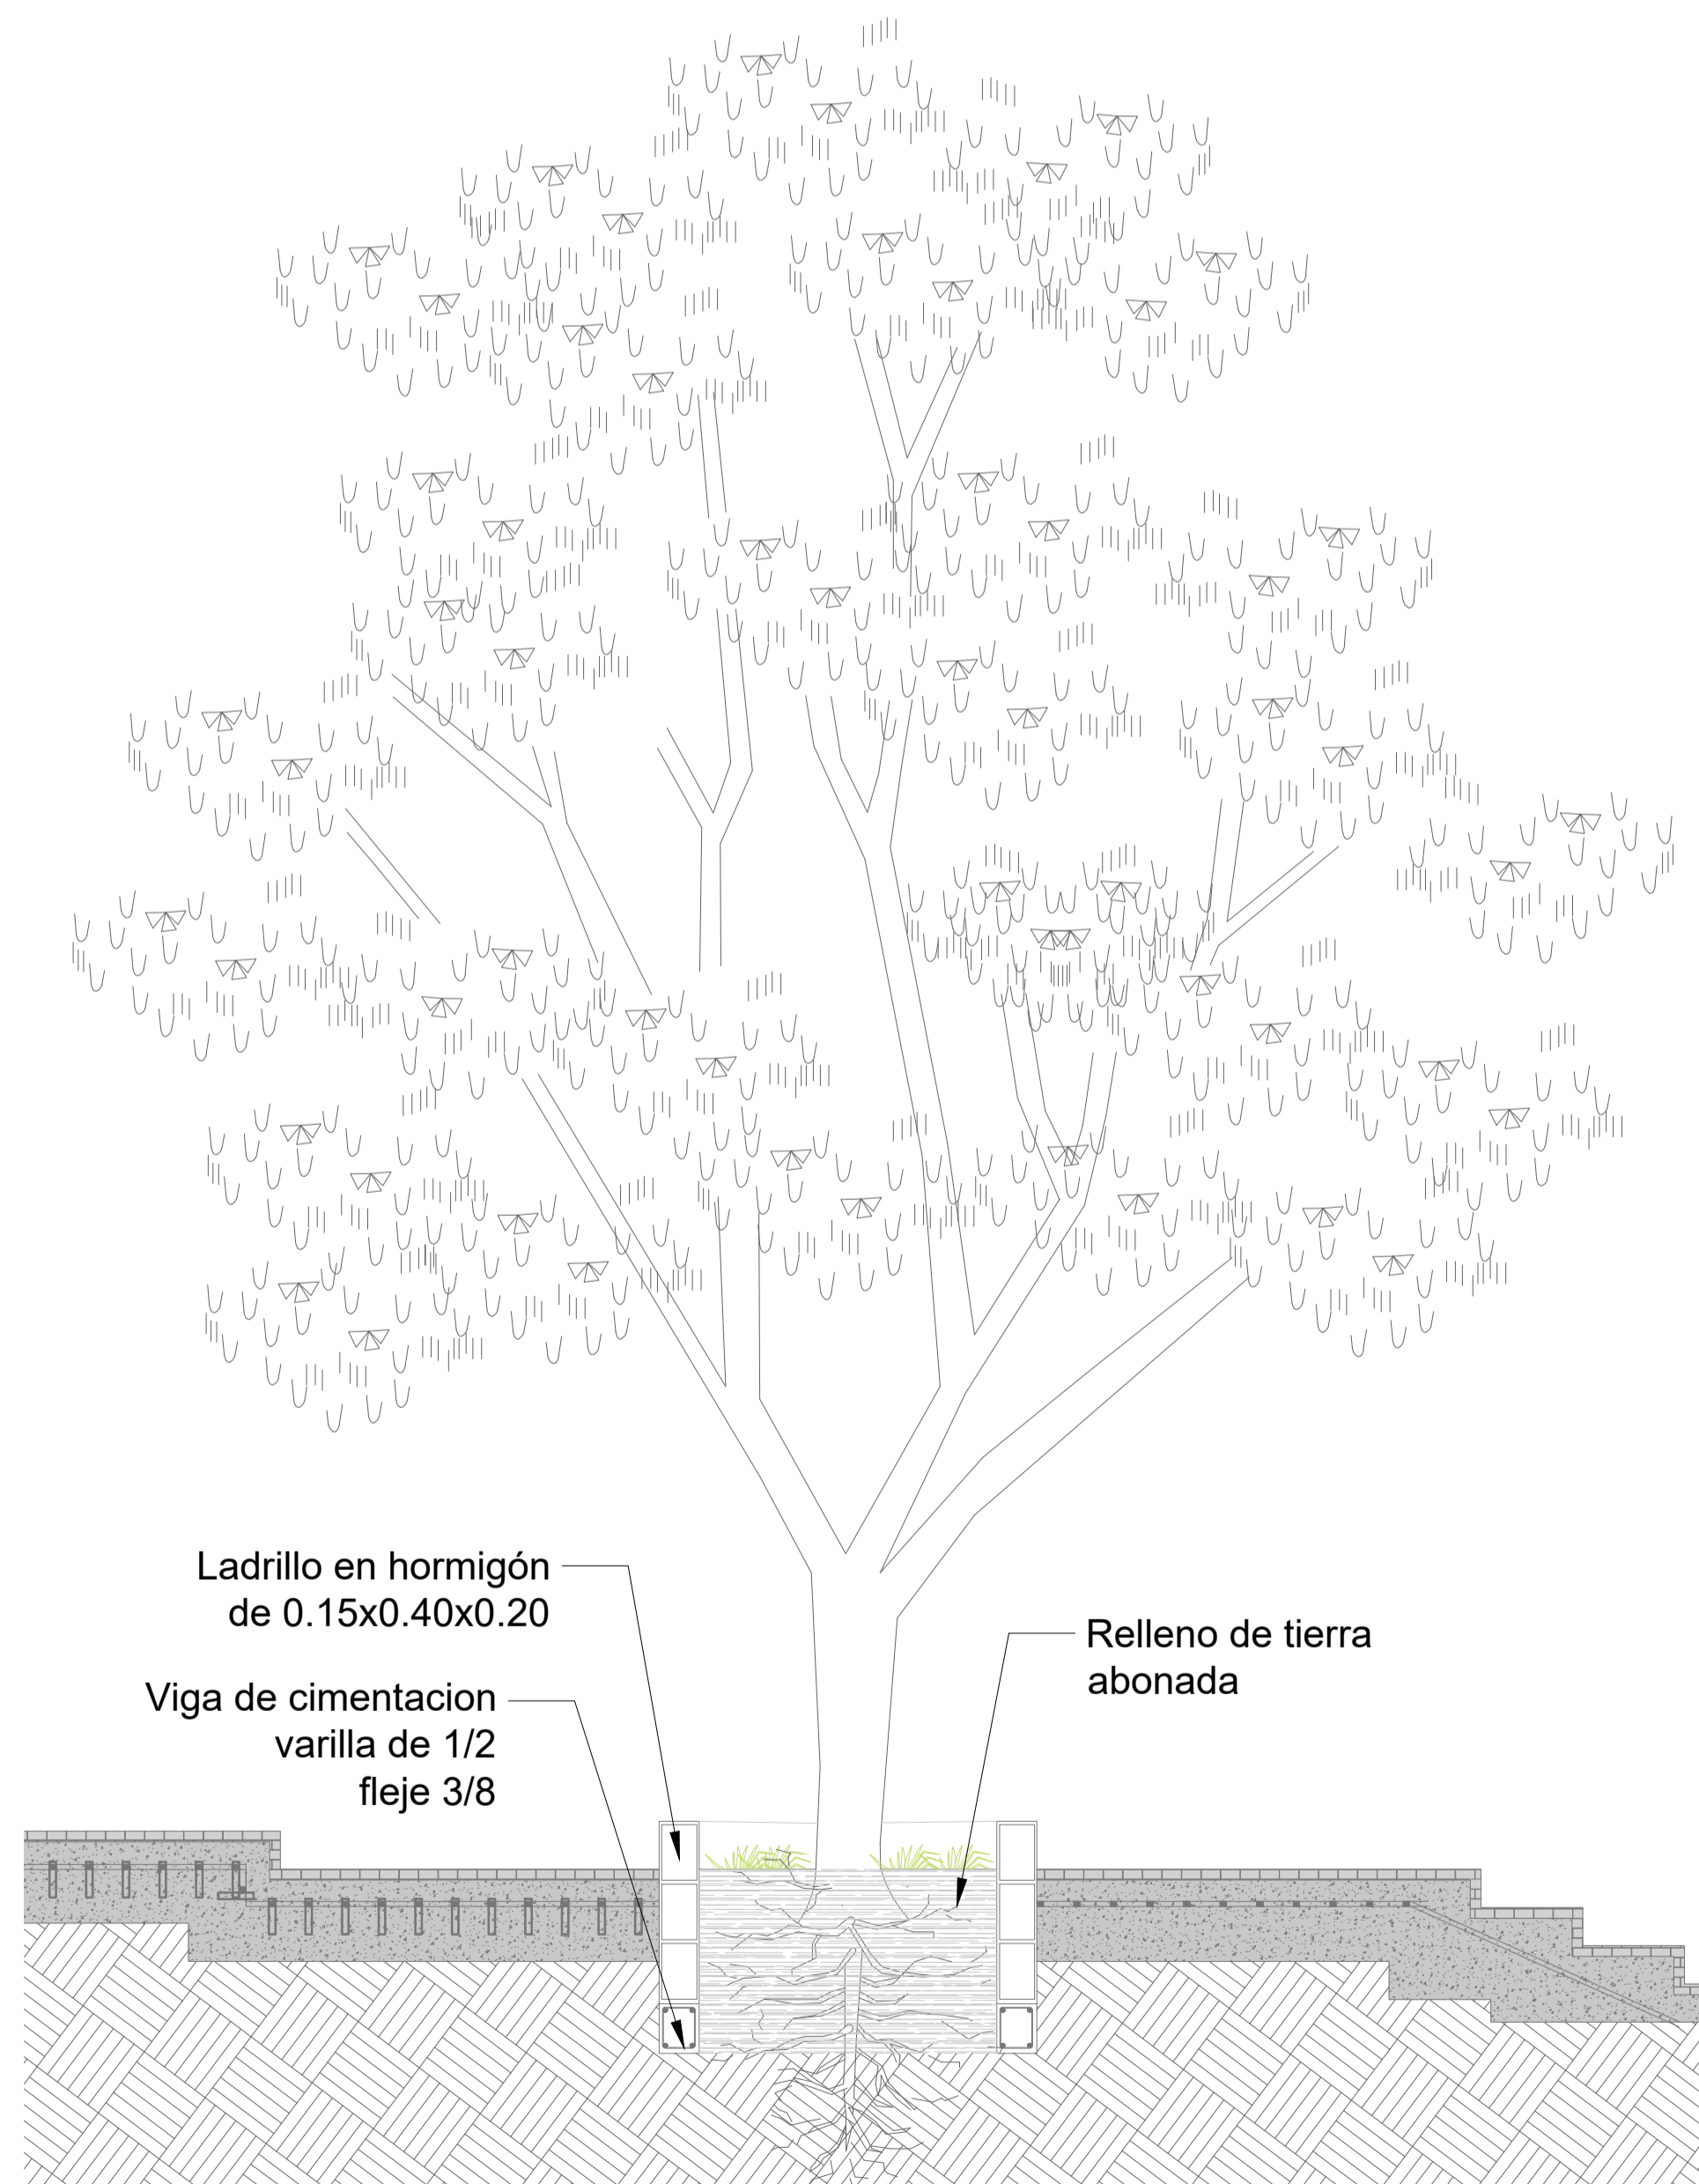 Ladrillo en hormigón
de 0.15x0.40x0.20
Viga de cimentacion
varilla de 1/2
fleje 3/8
Relleno de tierra
abonada